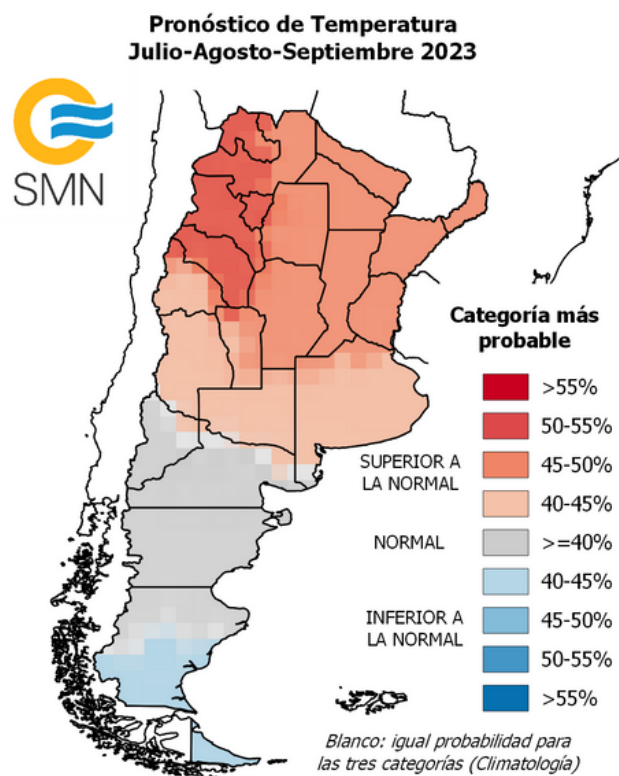 Pronóstico de Temperatura
Julio-Agosto-Septiembre 2023
SMN
Categoría más
probable
>55%
50-55%
SUPERIOR A
LA NORMAL
45-50%
40-45%
NORMAL
>=40%
40-45%
INFERIOR A
LA NORMAL
45-50%
50-55%
>55%
Blanco: igual probabilidad para
las tres categorías (Climatología)